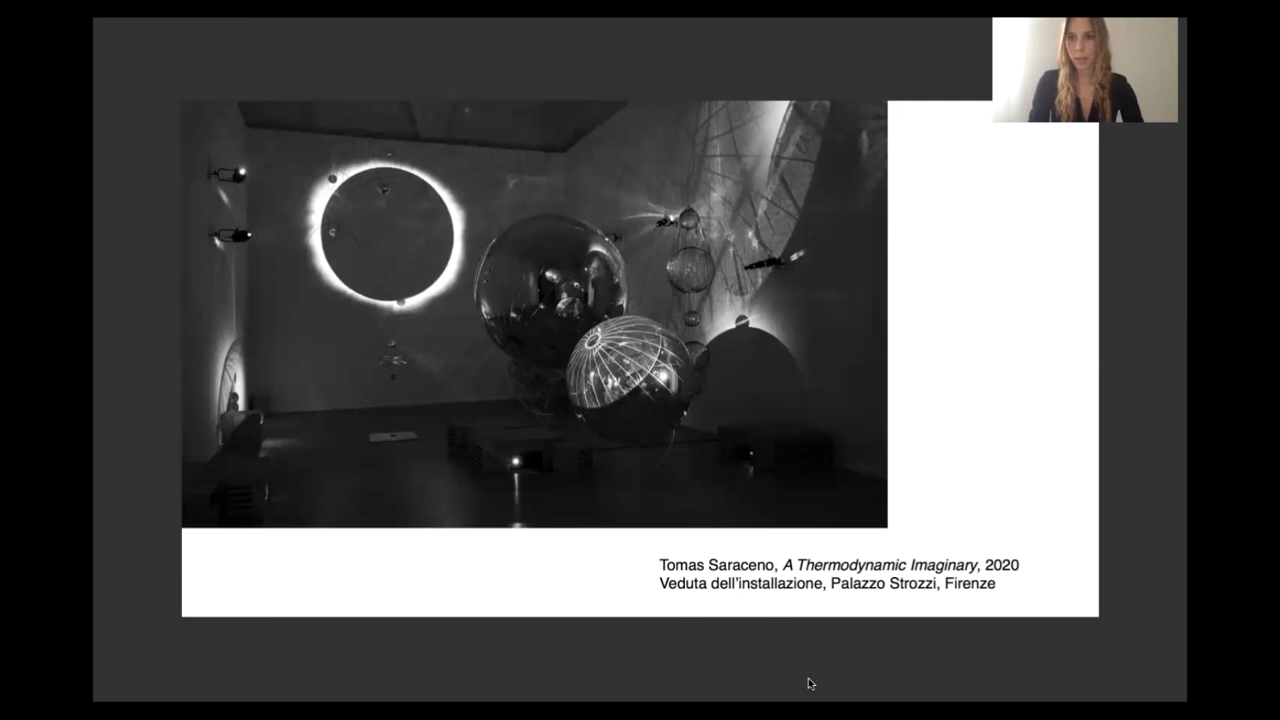 Tomas Saraceno, A Thermodynamic Imaginary, 2020
Veduta dell'installazione, Palazzo Strozzi, Firenze